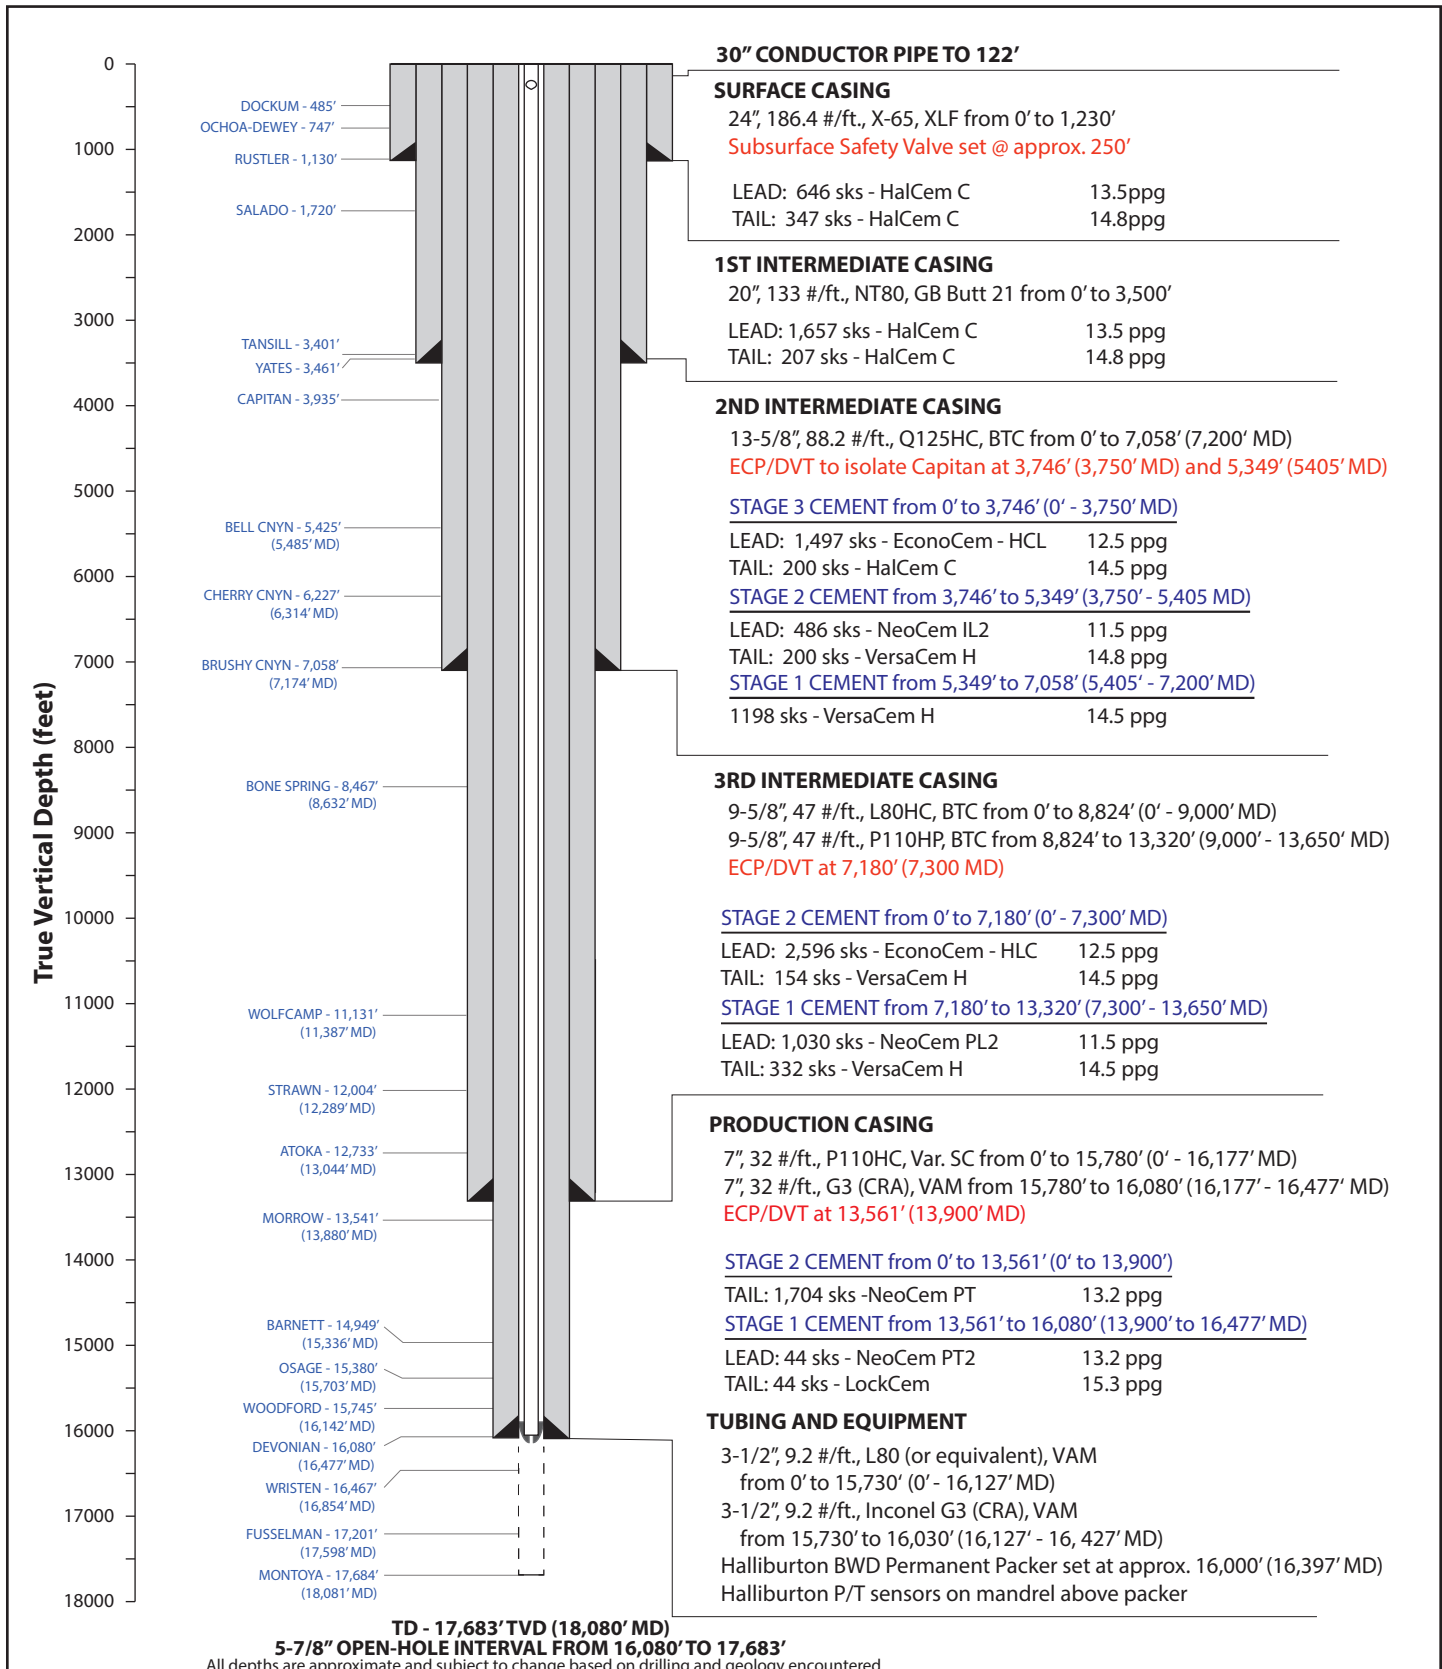 True Vertical Depth (feet)
0
1000
2000
3000
4000
5000
6000
7000
8000
9000
10000
11000
12000
13000
14000
15000
16000
17000
18000
DOCKUM - 485’
OCHOA-DEWEY - 747’
RUSTLER - 1,130’
SALADO - 1,720’
TANSILL - 3,401’
YATES - 3,461’
CAPITAN - 3,935’
BELL CNYN - 5,425’
(5,485’ MD)
CHERRY CNYN - 6,227’
(6,314’ MD)
BRUSHY CNYN - 7,058’
(7,174’ MD)
BONE SPRING - 8,467’
(8,632’ MD)
WOLFCAMP - 11,131’
(11,387’ MD)
STRAWN - 12,004’
(12,289’ MD)
ATOKA - 12,733’
(13,044’ MD)
MORROW - 13,541’
(13,880’ MD)
BARNETT - 14,949’
(15,336’ MD)
OSAGE - 15,380’
(15,703’ MD)
WOODFORD - 15,745’
(16,142’ MD)
DEVONIAN - 16,080’
(16,477’ MD)
WRISTEN - 16,467’
(16,854’ MD)
FUSSELMAN - 17,201’
(17,598’ MD)
MONTOYA - 17,684’
(18,081’ MD)
30” CONDUCTOR PIPE TO 122’
SURFACE CASING
24”, 186.4 #/ft., X-65, XLF from 0’ to 1,230’
Subsurface Safety Valve set @ approx. 250’
LEAD: 646 sks - HalCem C 13.5ppg
TAIL: 347 sks - HalCem C 14.8ppg
1ST INTERMEDIATE CASING
20”, 133 #/ft., NT80, GB Butt 21 from 0’ to 3,500’
LEAD: 1,657 sks - HalCem C 13.5 ppg
TAIL: 207 sks - HalCem C 14.8 ppg
2ND INTERMEDIATE CASING
13-5/8”, 88.2 #/ft., Q125HC, BTC from 0’ to 7,058’ (7,200‘ MD)
ECP/DVT to isolate Capitan at 3,746’ (3,750’ MD) and 5,349’ (5405’ MD)
STAGE 3 CEMENT from 0’ to 3,746’ (0‘ - 3,750’ MD)
LEAD: 1,497 sks - EconoCem - HCL 12.5 ppg
TAIL: 200 sks - HalCem C 14.5 ppg
STAGE 2 CEMENT from 3,746’ to 5,349’ (3,750’ - 5,405 MD)
LEAD: 486 sks - NeoCem IL2 11.5 ppg
TAIL: 200 sks - VersaCem H 14.8 ppg
STAGE 1 CEMENT from 5,349’ to 7,058’ (5,405‘ - 7,200’ MD)
1198 sks - VersaCem H 14.5 ppg
3RD INTERMEDIATE CASING
9-5/8”, 47 #/ft., L80HC, BTC from 0’ to 8,824’ (0‘ - 9,000’ MD)
9-5/8”, 47 #/ft., P110HP, BTC from 8,824’ to 13,320’ (9,000’ - 13,650‘ MD)
ECP/DVT at 7,180’ (7,300 MD)
STAGE 2 CEMENT from 0’ to 7,180’ (0’ - 7,300’ MD)
LEAD: 2,596 sks - EconoCem - HLC 12.5 ppg
TAIL: 154 sks - VersaCem H 14.5 ppg
STAGE 1 CEMENT from 7,180’ to 13,320’ (7,300’ - 13,650’ MD)
LEAD: 1,030 sks - NeoCem PL2 11.5 ppg
TAIL: 332 sks - VersaCem H 14.5 ppg
PRODUCTION CASING
7”, 32 #/ft., P110HC, Var. SC from 0’ to 15,780’ (0‘ - 16,177’ MD)
7”, 32 #/ft., G3 (CRA), VAM from 15,780’ to 16,080’ (16,177’ - 16,477‘ MD)
ECP/DVT at 13,561’ (13,900’ MD)
STAGE 2 CEMENT from 0’ to 13,561’ (0‘ to 13,900’)
TAIL: 1,704 sks -NeoCem PT 13.2 ppg
STAGE 1 CEMENT from 13,561’ to 16,080’ (13,900’ to 16,477’ MD)
LEAD: 44 sks - NeoCem PT2 13.2 ppg
TAIL: 44 sks - LockCem 15.3 ppg
TUBING AND EQUIPMENT
3-1/2”, 9.2 #/ft., L80 (or equivalent), VAM
from 0’ to 15,730‘ (0’ - 16,127’ MD)
3-1/2”, 9.2 #/ft., Inconel G3 (CRA), VAM
from 15,730’ to 16,030’ (16,127‘ - 16, 427’ MD)
Halliburton BWD Permanent Packer set at approx. 16,000’ (16,397’ MD)
Halliburton P/T sensors on mandrel above packer
TD - 17,683’ TVD (18,080’ MD)
5-7/8” OPEN-HOLE INTERVAL FROM 16,080’ TO 17,683’
All depths are approximate and subject to change based on drilling and geology encountered